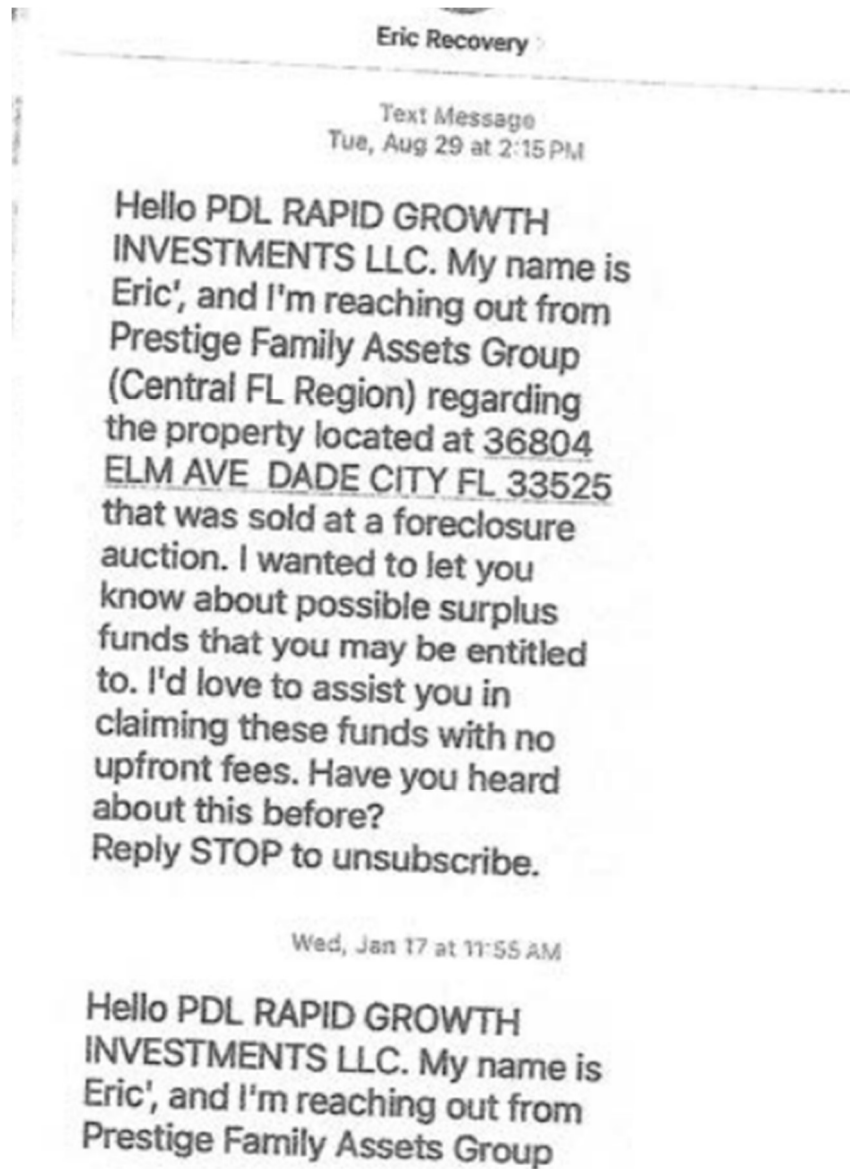 Eric Recovery
Text Message
Tue, Aug 29 at 2:15 PM
Hello PDL RAPID GROWTH
INVESTMENTS LLC. My name is
Eric', and I'm reaching out from
Prestige Family Assets Group
(Central FL Region) regarding
the property located at 36804
ELM AVE  DADE CITY FL 33525
that was sold at a foreclosure
auction. I wanted to let you
know about possible surplus
funds that you may be entitled
to. I'd love to assist you in
claiming these funds with no
upfront fees. Have you heard
about this before?
Reply STOP to unsubscribe.
Wed, Jan 17 at 11:55 AM
Hello PDL RAPID GROWTH
INVESTMENTS LLC. My name is
Eric', and I'm reaching out from
Prestige Family Assets Group